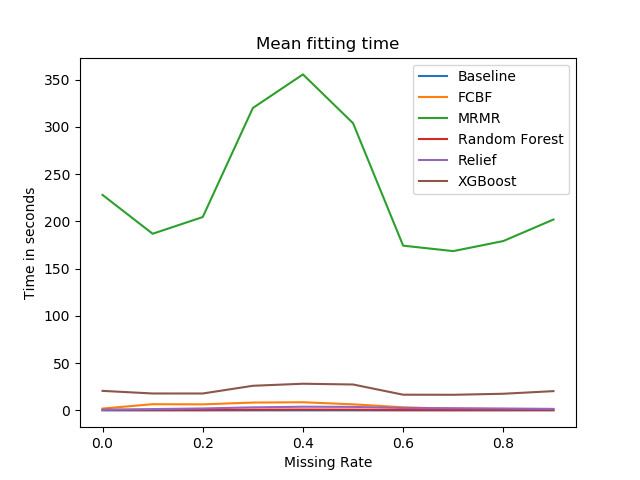 Mean fitting time
Time in seconds
350
300
250
200
150
100
50
0
0.0
0.2
0.4
0.6
0.8
Missing Rate
Baseline
FCBF
MRMR
Random Forest
Relief
XGBoost